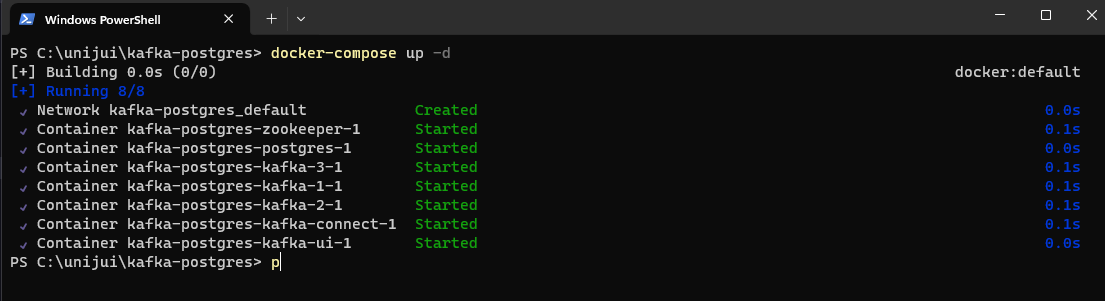 Windows PowerShell
PS C:\unijui\kafka-postgres> docker-compose up -d
[+] Building 0.0s (0/0) docker:default
[+] Running 8/8
✓ Network kafka-postgres_default Created 0.0s
✓ Container kafka-postgres-zookeeper-1 Started 0.1s
✓ Container kafka-postgres-postgres-1 Started 0.0s
✓ Container kafka-postgres-kafka-3-1 Started 0.1s
✓ Container kafka-postgres-kafka-1-1 Started 0.1s
✓ Container kafka-postgres-kafka-2-1 Started 0.1s
✓ Container kafka-postgres-kafka-connect-1 Started 0.1s
✓ Container kafka-postgres-kafka-ui-1 Started 0.0s
PS C:\unijui\kafka-postgres> p